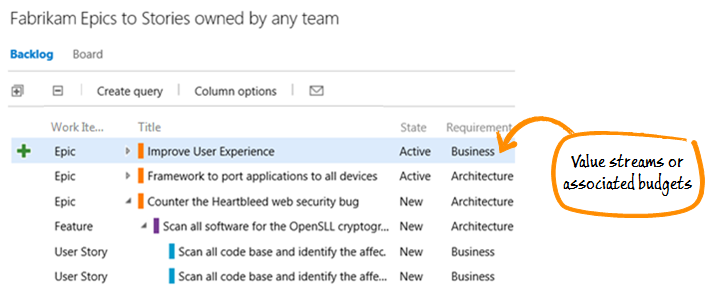 Fabrikam Epics to Stories owned by any team
Backlog Board
Create query Column options
Work Ite... Title State Requirement
Epic Improve User Experience Active Business
Epic Framework to port applications to all devices Active Architecture
Epic Counter the Heartbleed web security bug New Architecture
Feature Scan all software for the OpenSLL cryptogr... New Architecture
User Story Scan all code base and identify the affec.. New Business
User Story Scan all code base and identify the affe... New Business
Value streams or
associated budgets